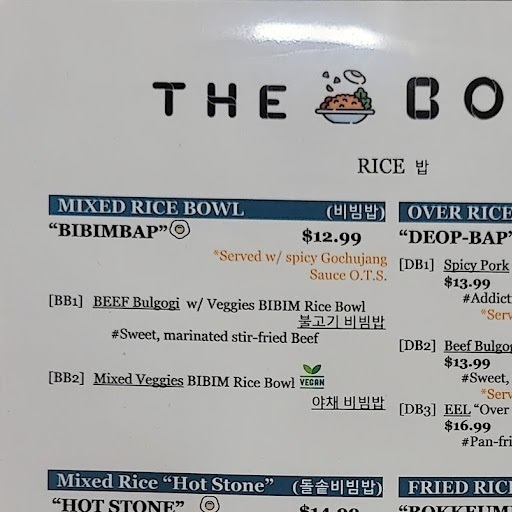 THE BO
RICE 밥
MIXED RICE BOWL (비빔밥)
"BIBIMBAP" $12.99
*Served w/ spicy Gochujang
Sauce O.T.S.
[BB1] BEEF Bulgogi w/ Veggies BIBIM Rice Bowl
불고기 비빔밥
#Sweet, marinated stir-fried Beef
[BB2] Mixed Veggies BIBIM Rice Bowl VEGAN
야채 비빔밥
Mixed Rice "Hot Stone" (돌솥비빔밥)
"HOT STONE" $14.99
OVER RICE
"DEOP-BAP"
[DB1] Spicy Pork
$13.99
#Addict
*Serv
[DB2] Beef Bulgog
$13.99
#Sweet,
*Serv
[DB3] EEL "Over
$16.99
#Pan-fri
FRIED RICE
"BOKKEUM